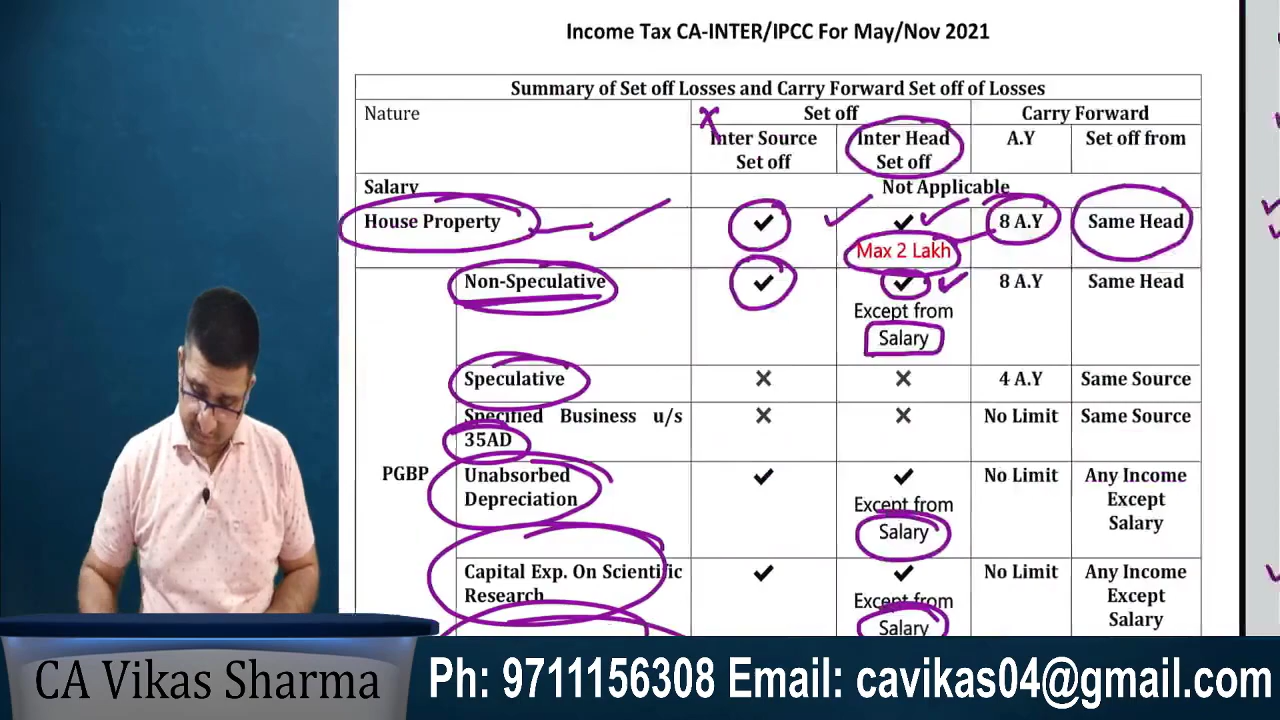 Income Tax CA-INTER/IPCC For May/Nov 2021
Summary of Set off Losses and Carry Forward Set off of Losses
Nature Set off Carry Forward
Inter Source Set off Inter Head Set off A.Y Set off from
Salary Not Applicable
House Property ✓ ✓ Max 2 Lakh 8 A.Y Same Head
Non-Speculative ✓ ✓ Except from Salary 8 A.Y Same Head
Speculative ✕ ✕ 4 A.Y Same Source
Specified Business u/s 35AD ✕ ✕ No Limit Same Source
PGBP
Unabsorbed Depreciation ✓ ✓ Except from Salary No Limit Any Income Except Salary
Capital Exp. On Scientific Research ✓ ✓ Except from Salary No Limit Any Income Except Salary
CA Vikas Sharma
Ph: 9711156308 Email: cavikas04@gmail.com